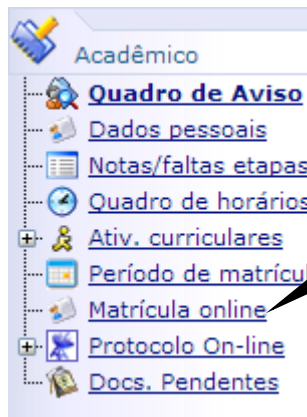 Acadêmico
Quadro de Aviso
Dados pessoais
Notas/faltas etapas
Quadro de horários
Ativ. curriculares
Período de matrícul
Matrícula online
Protocolo On-line
Docs. Pendentes